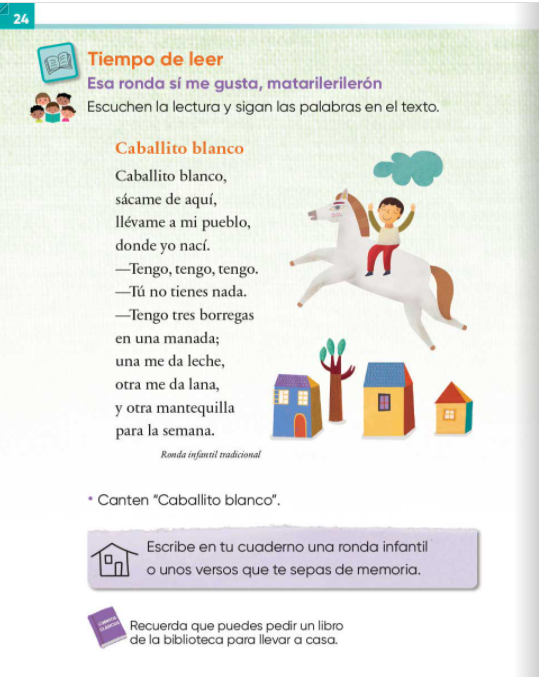 24
Tiempo de leer
Esa ronda sí me gusta, matarilerilerón
Escuchen la lectura y sigan las palabras en el texto.
Caballito blanco
Caballito blanco,
sácame de aquí,
llévame a mi pueblo,
donde yo nací.
—Tengo, tengo, tengo.
—Tú no tienes nada.
—Tengo tres borregas
en una manada;
una me da leche,
otra me da lana,
y otra mantequilla
para la semana.
Ronda infantil tradicional
• Canten “Caballito blanco”.
Escribe en tu cuaderno una ronda infantil
o unos versos que te sepas de memoria.
CUENTOS
CLÁSICOS
Recuerda que puedes pedir un libro
de la biblioteca para llevar a casa.